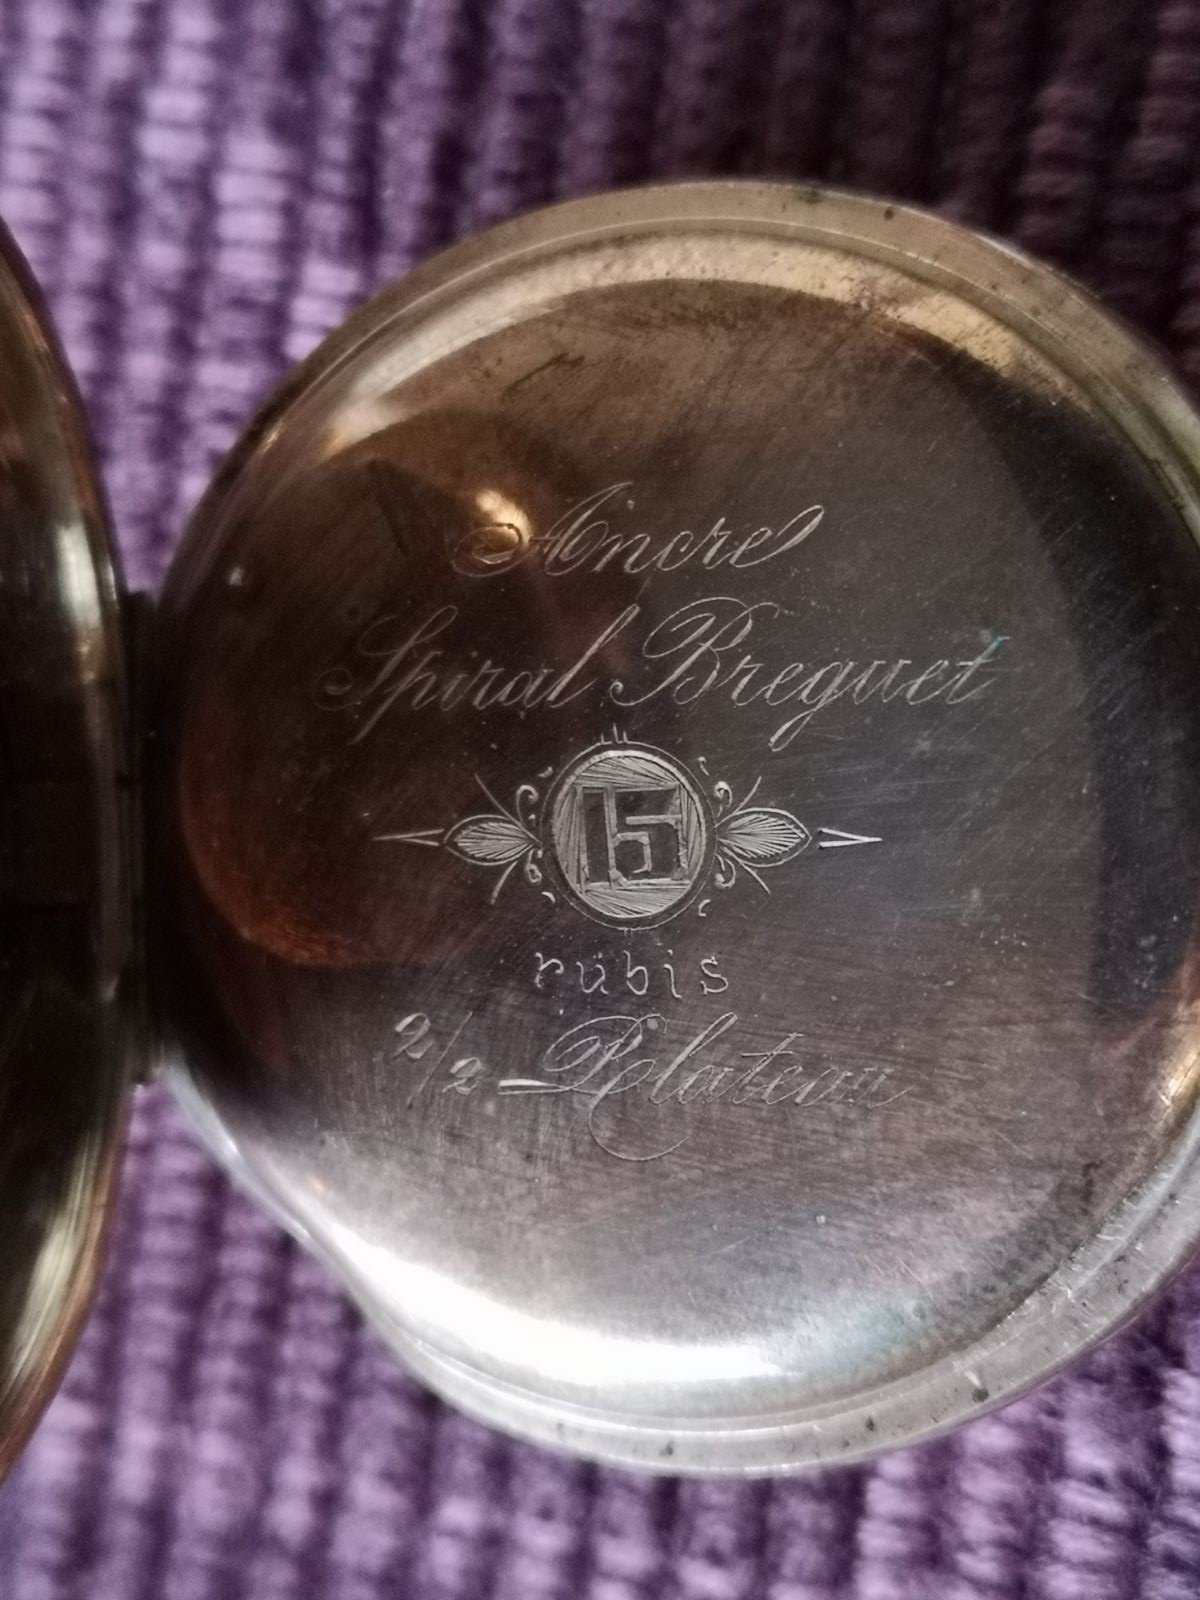 Ancre
Spiral Breguet
15
rubis
2/2 Plateau